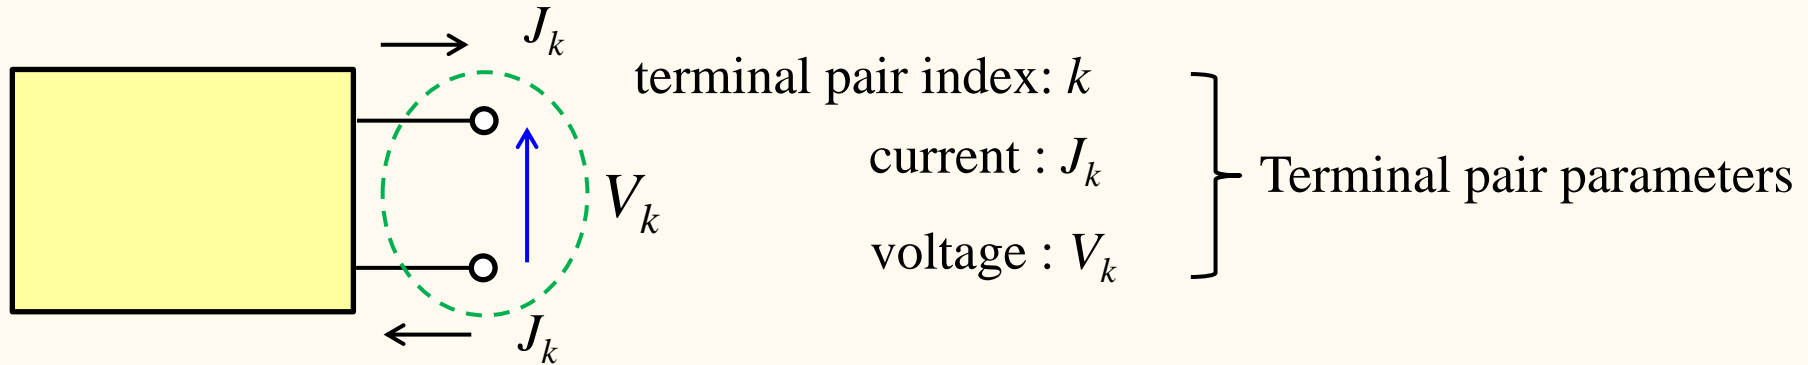 J_k
terminal pair index: k
current : J_k
V_k
Terminal pair parameters
voltage : V_k
J_k